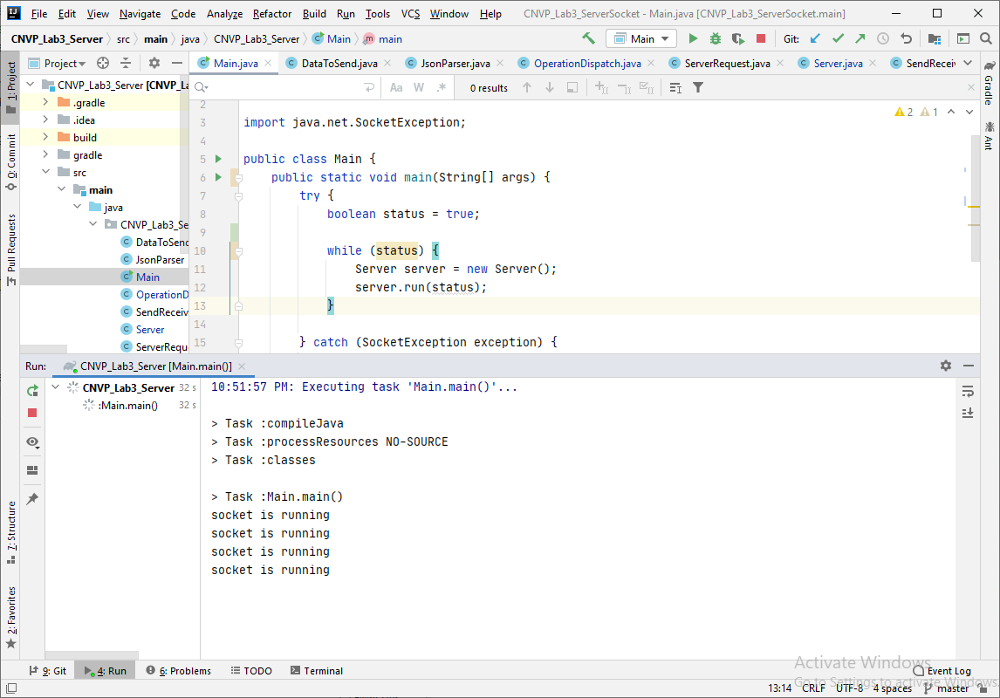 File Edit View Navigate Code Analyze Refactor Build Run Tools VCS Window Help CNVP_Lab3_ServerSocket - Main.java [CNVP_Lab3_ServerSocket.main]
CNVP_Lab3_Server src main java CNVP_Lab3_Server Main main Main Git:
Project Main.java DataToSend.java JsonParser.java OperationDispatch.java ServerRequest.java Server.java SendReceiv
Aa W .* 0 results
1: Project
0: Commit
Pull Requests
7: Structure
2: Favorites
Gradle
Ant
CNVP_Lab3_Server [CNVP_La
.gradle
.idea
build
gradle
src
main
java
CNVP_Lab3_Se
DataToSend
JsonParser
Main
OperationD
SendReceiv
Server
ServerRequ
2 1
2
3 import java.net.SocketException;
4
5 public class Main {
6 public static void main(String[] args) {
7 try {
8 boolean status = true;
9
10 while (status) {
11 Server server = new Server();
12 server.run(status);
13 }
14
15 } catch (SocketException exception) {
Run: CNVP_Lab3_Server [Main.main()]
CNVP_Lab3_Server 32 s
:Main.main() 32 s
10:51:57 PM: Executing task 'Main.main()'...
> Task :compileJava
> Task :processResources NO-SOURCE
> Task :classes
> Task :Main.main()
socket is running
socket is running
socket is running
socket is running
Activate Windows
Go to Settings to activate Windows.
9: Git 4: Run 6: Problems TODO Terminal Event Log
13:14 CRLF UTF-8 4 spaces master